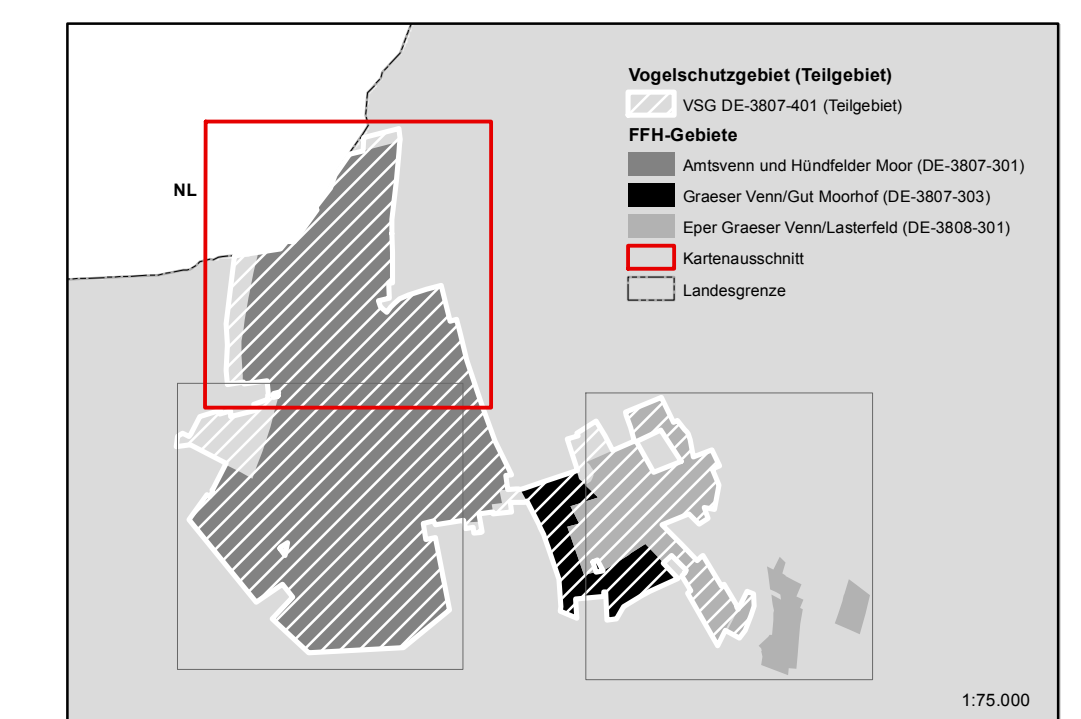 Vogelschutzgebiet (Teilgebiet)
VSG DE-3807-401 (Teilgebiet)
FFH-Gebiete
Amtsvenn und Hündfelder Moor (DE-3807-301)
NL
Graeser Venn/Gut Moorhof (DE-3807-303)
Eper Graeser Venn/Lasterfeld (DE-3808-301)
Kartenausschnitt
Landesgrenze
1:75.000